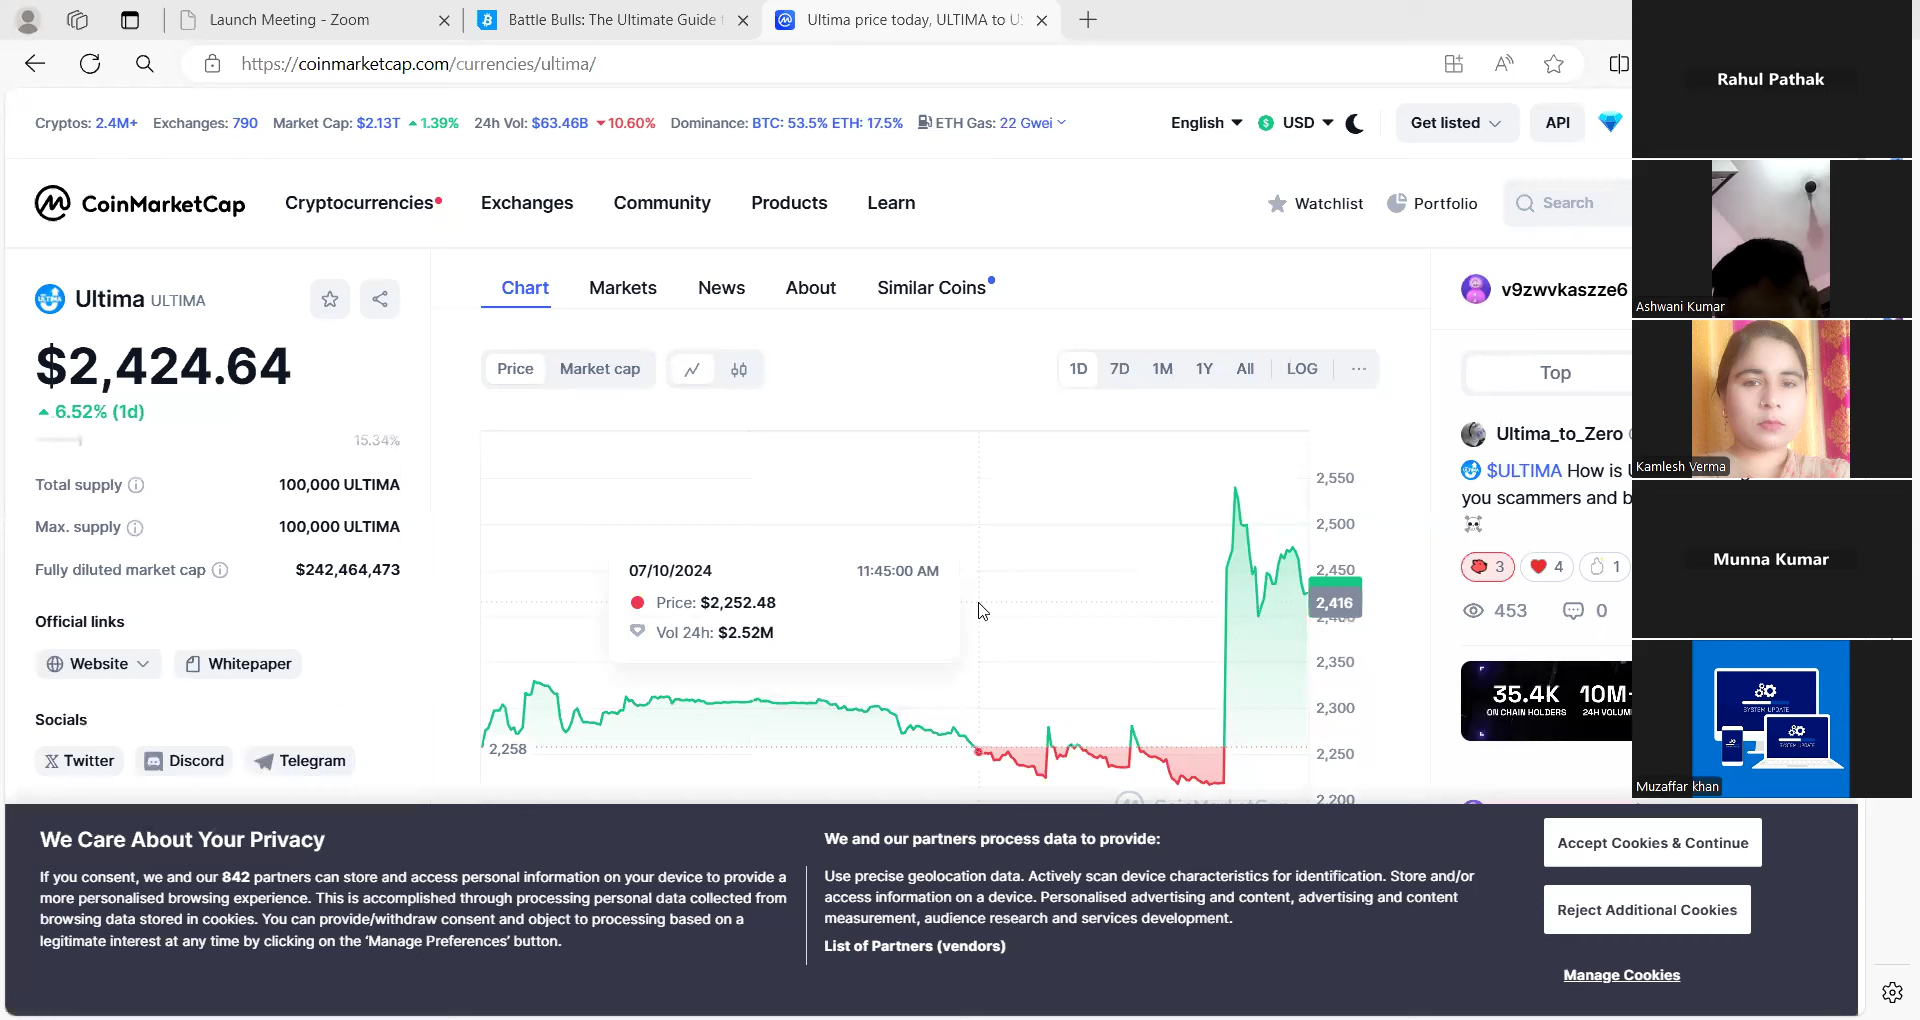 Launch Meeting - Zoom
Battle Bulls: The Ultimate Guide
Ultima price today, ULTIMA to U
https://coinmarketcap.com/currencies/ultima/
Cryptos: 2.4M+ Exchanges: 790 Market Cap: $2.13T 1.39% 24h Vol: $63.46B 10.60% Dominance: BTC: 53.5% ETH: 17.5% ETH Gas: 22 Gwei
English USD Get listed API
CoinMarketCap Cryptocurrencies Exchanges Community Products Learn
Watchlist Portfolio Search
Ultima ULTIMA
$2,424.64
6.52% (1d)
15.34%
Total supply 100,000 ULTIMA
Max. supply 100,000 ULTIMA
Fully diluted market cap $242,464,473
Official links
Website Whitepaper
Socials
Twitter Discord Telegram
Chart Markets News About Similar Coins
Price Market cap
1D 7D 1M 1Y All LOG
2,550
2,500
2,450
2,416
2,400
2,350
2,300
2,250
2,200
2,258
07/10/2024 11:45:00 AM
Price: $2,252.48
Vol 24h: $2.52M
CoinMarketCap
v9zwvkaszze6
Top
Ultima_to_Zero
$ULTIMA How is
you scammers and b
3 4 1
453 0
35.4K 10M
ON CHAIN HOLDERS 24H VOLUM
Rahul Pathak
Ashwani Kumar
Kamlesh Verma
Munna Kumar
SYSTEM UPDATE
SYSTEM UPDATE
Muzaffar khan
We Care About Your Privacy
If you consent, we and our 842 partners can store and access personal information on your device to provide a
more personalised browsing experience. This is accomplished through processing personal data collected from
browsing data stored in cookies. You can provide/withdraw consent and object to processing based on a
legitimate interest at any time by clicking on the ‘Manage Preferences’ button.
We and our partners process data to provide:
Use precise geolocation data. Actively scan device characteristics for identification. Store and/or
access information on a device. Personalised advertising and content, advertising and content
measurement, audience research and services development.
List of Partners (vendors)
Accept Cookies & Continue
Reject Additional Cookies
Manage Cookies